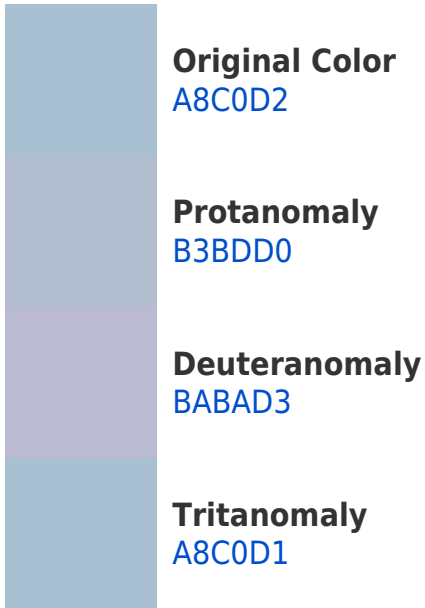 Original Color
A8C0D2
Protanomaly
B3BDD0
Deuteranomaly
BABAD3
Tritanomaly
A8C0D1